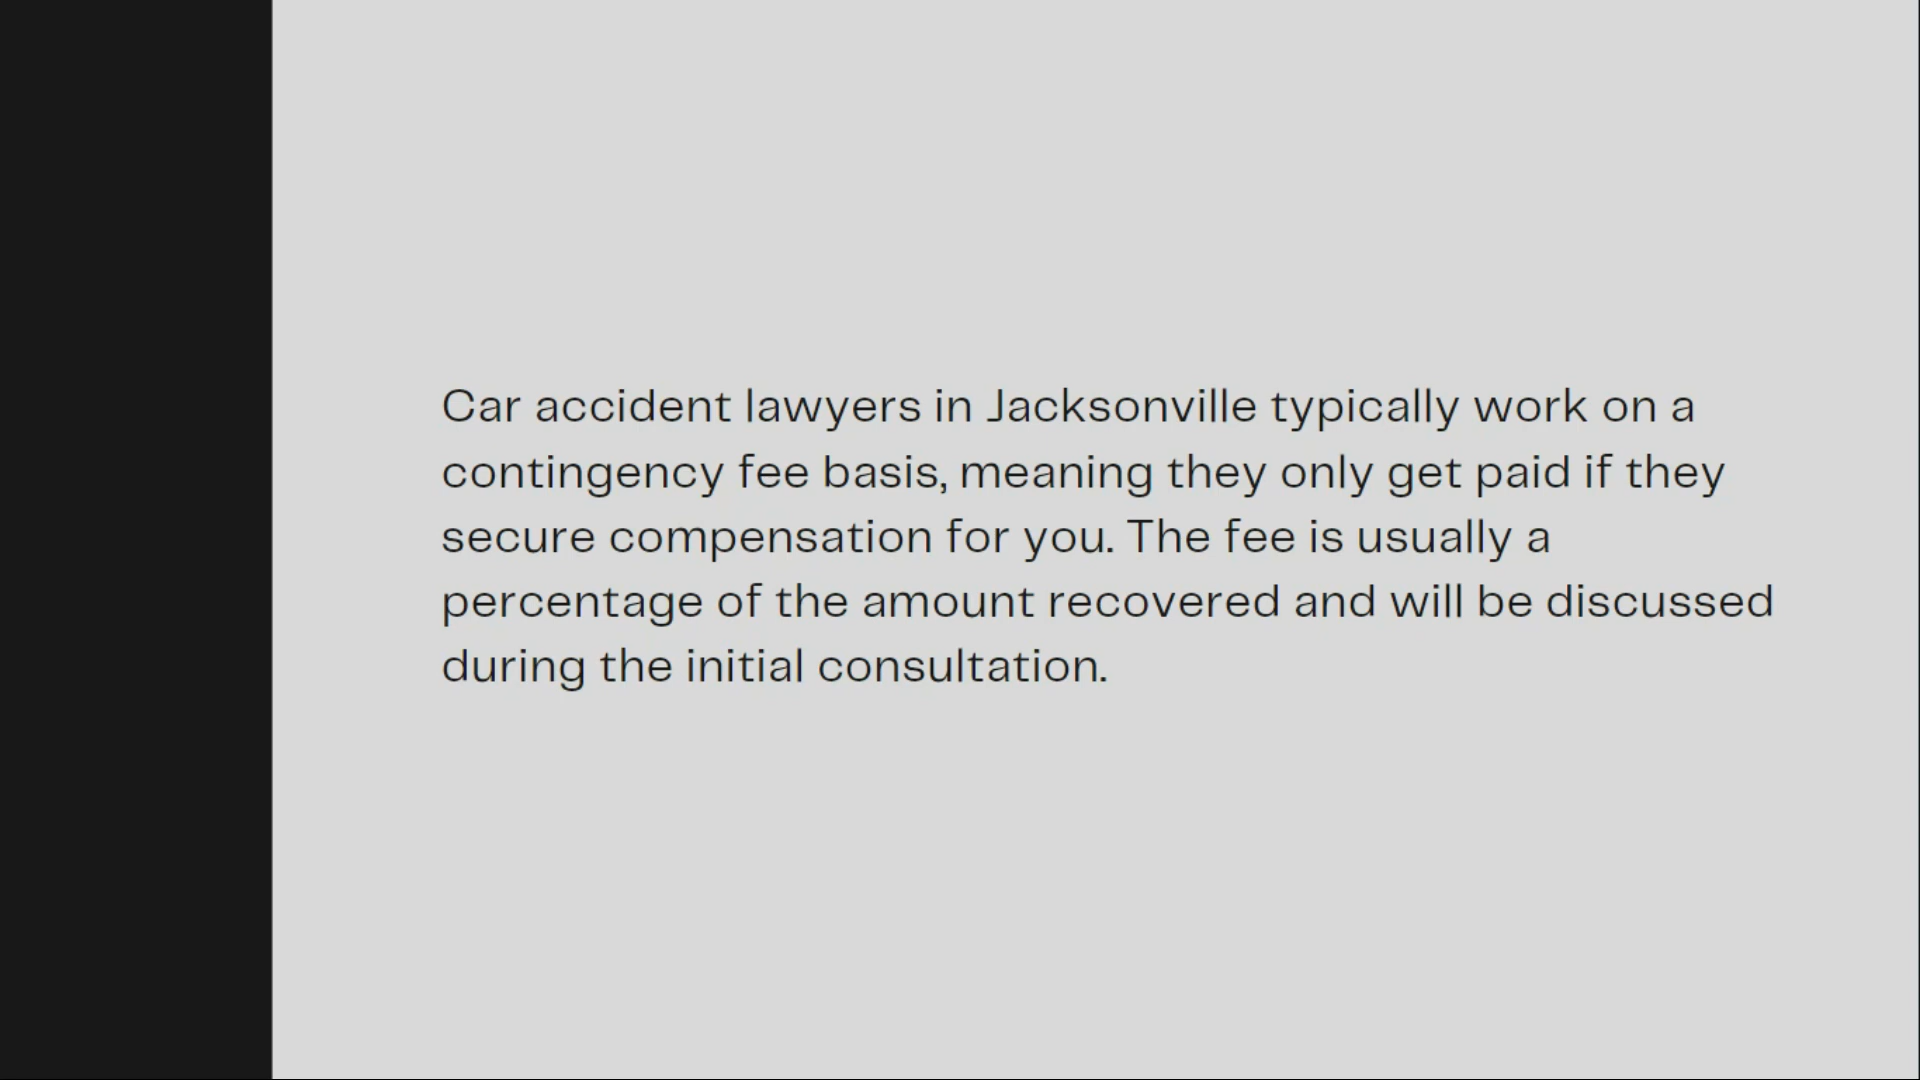 Car accident lawyers in Jacksonville typically work on a
contingency fee basis, meaning they only get paid if they
secure compensation for you. The fee is usually a
percentage of the amount recovered and will be discussed
during the initial consultation.